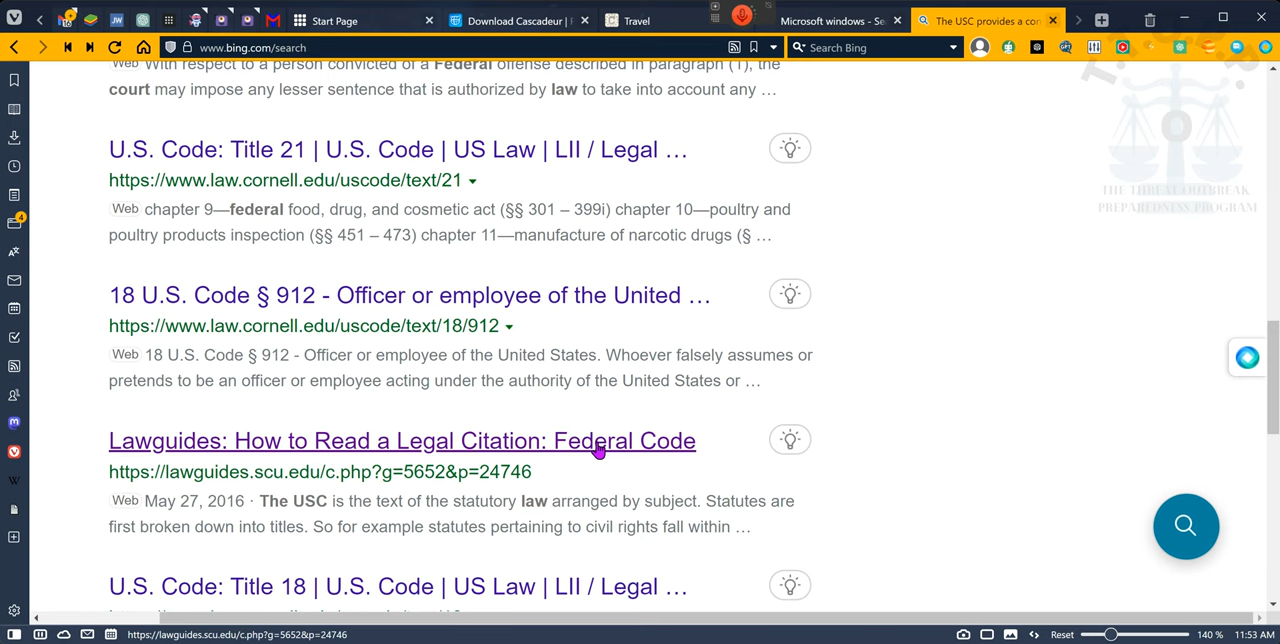 Start Page
Download Cascadeur | F
Travel
Microsoft windows - Se
The USC provides a con
www.bing.com/search
Search Bing
Web With respect to a person convicted of a Federal offense described in paragraph (1), the
court may impose any lesser sentence that is authorized by law to take into account any …
U.S. Code: Title 21 | U.S. Code | US Law | LII / Legal …
https://www.law.cornell.edu/uscode/text/21
Web chapter 9—federal food, drug, and cosmetic act (§§ 301 – 399i) chapter 10—poultry and
poultry products inspection (§§ 451 – 473) chapter 11—manufacture of narcotic drugs (§ …
18 U.S. Code § 912 - Officer or employee of the United …
https://www.law.cornell.edu/uscode/text/18/912
Web 18 U.S. Code § 912 - Officer or employee of the United States. Whoever falsely assumes or
pretends to be an officer or employee acting under the authority of the United States or …
Lawguides: How to Read a Legal Citation: Federal Code
https://lawguides.scu.edu/c.php?g=5652&p=24746
Web May 27, 2016 · The USC is the text of the statutory law arranged by subject. Statutes are
first broken down into titles. So for example statutes pertaining to civil rights fall within …
U.S. Code: Title 18 | U.S. Code | US Law | LII / Legal …
THE THREAT OUTBREAK
PREPAREDNESS PROGRAM
4
https://lawguides.scu.edu/c.php?g=5652&p=24746
Reset
140 %
11:53 AM